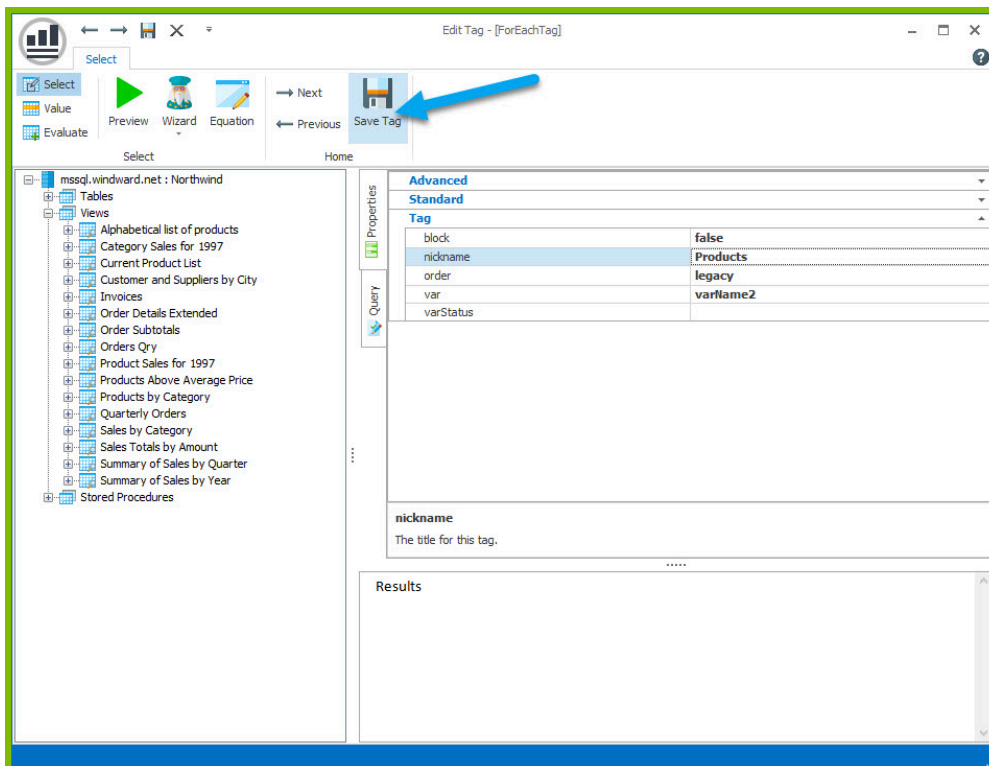 Edit Tag - [ForEachTag]
Select
Select
Value
Evaluate
Preview
Wizard
Equation
Select
Next
Previous
Save Tag
Home
mssql.windward.net : Northwind
Tables
Views
Alphabetical list of products
Category Sales for 1997
Current Product List
Customer and Suppliers by City
Invoices
Order Details Extended
Order Subtotals
Orders Qry
Product Sales for 1997
Products Above Average Price
Products by Category
Quarterly Orders
Sales by Category
Sales Totals by Amount
Summary of Sales by Quarter
Summary of Sales by Year
Stored Procedures
Properties
Query
Advanced
Standard
Tag
block false
nickname Products
order legacy
var varName2
varStatus
nickname
The title for this tag.
Results